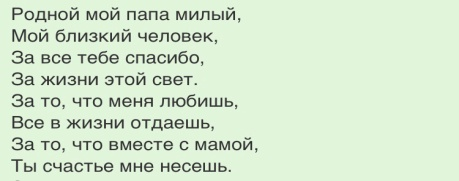 Родной мой папа милый,
Мой близкий человек,
За все тебе спасибо,
За жизни этой свет.
За то, что меня любишь,
Все в жизни отдаешь,
За то, что вместе с мамой,
Ты счастье мне несешь.